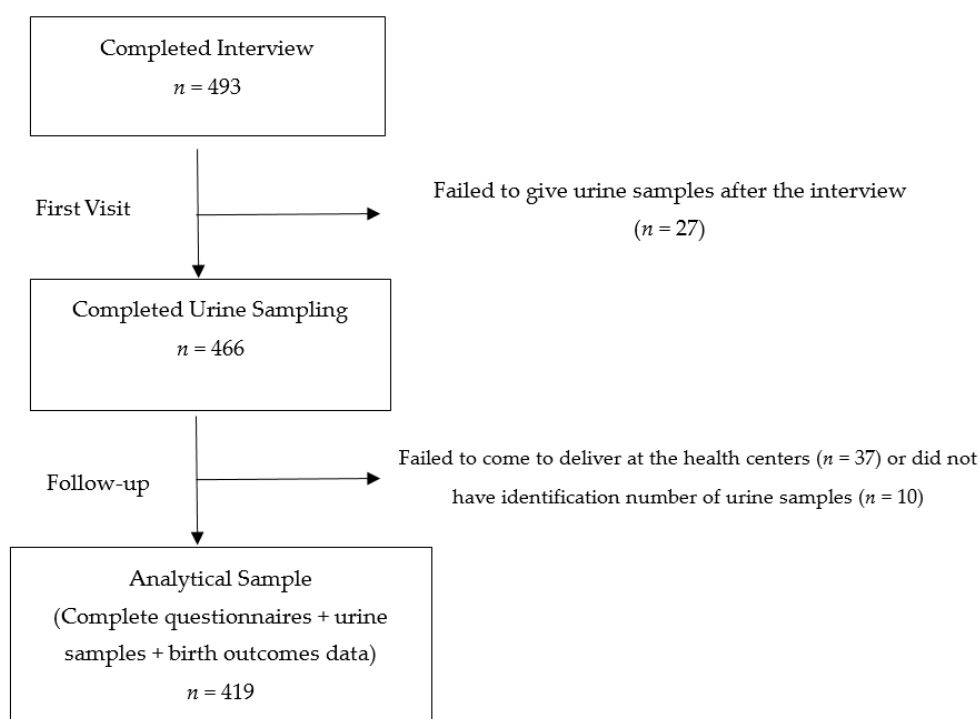 Completed Interview
n = 493
First Visit
Failed to give urine samples after the interview
(n = 27)
Completed Urine Sampling
n = 466
Follow-up
Failed to come to deliver at the health centers (n = 37) or did not
have identification number of urine samples (n = 10)
Analytical Sample
(Complete questionnaires + urine
samples + birth outcomes data)
n = 419